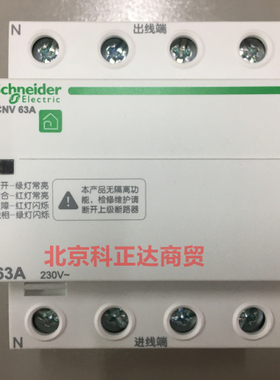 N 出线端
Schneider
Electric
CNV 63A
开-绿灯常亮
合-红灯常亮
障-红灯闪烁
相-绿灯闪烁
本产品无隔离功
能、检修维护请
断开上级断路器
北京科正达商贸
63A 230V~
N 进线端